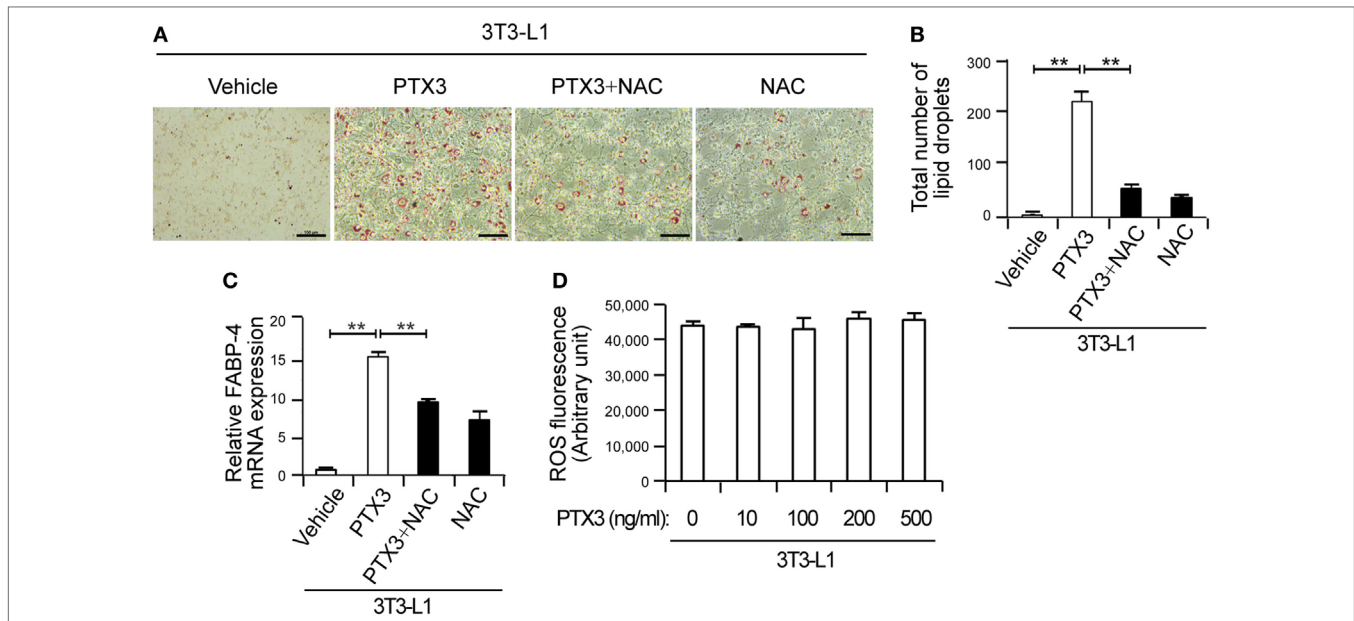 A
3T3-L1
Vehicle
PTX3
PTX3+NAC
NAC
100 μm
B
Total number of
lipid droplets
300
200
100
0
**
**
Vehicle
PTX3
PTX3+NAC
NAC
3T3-L1
C
Relative FABP-4
mRNA expression
20
15
10
5
0
**
**
Vehicle
PTX3
PTX3+NAC
NAC
3T3-L1
D
ROS fluorescence
(Arbitrary unit)
50,000
40,000
30,000
20,000
10,000
0
PTX3 (ng/ml): 0 10 100 200 500
3T3-L1